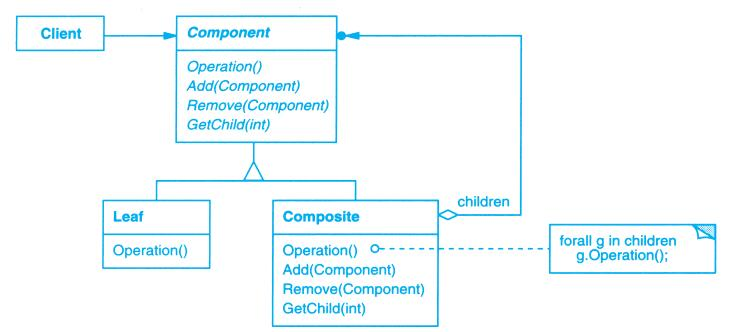 Client
Component
Operation()
Add(Component)
Remove(Component)
GetChild(int)
Leaf
Operation()
Composite
Operation()
Add(Component)
Remove(Component)
GetChild(int)
children
forall g in children
g.Operation();